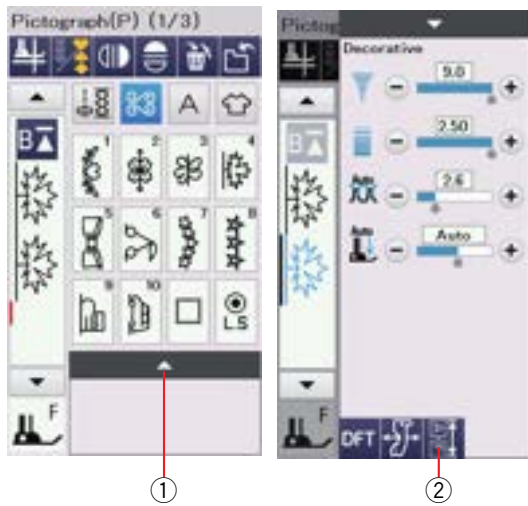 Pictograph(P) (1/3)
A
B
1
2
3
4
5
6
7
8
9
10
L.S
F
①
Pictog
Decorative
9.0
B
2.50
Auto
2.6
Auto
Auto
F
DFT
②